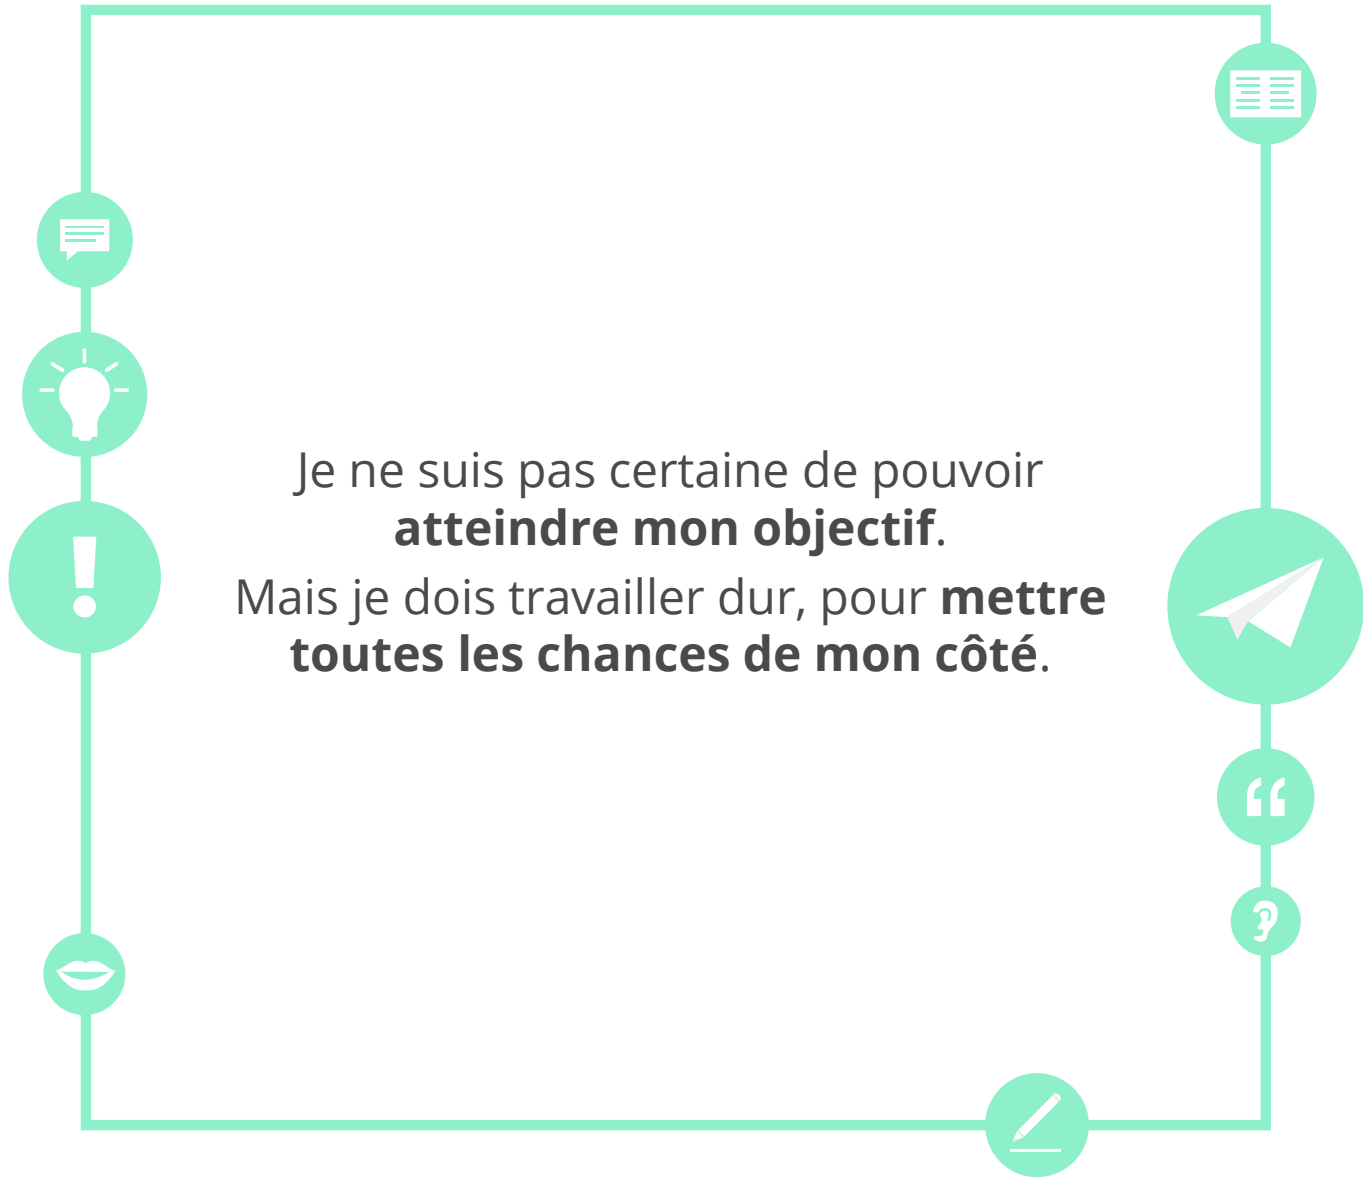 Je ne suis pas certaine de pouvoir
atteindre mon objectif.
Mais je dois travailler dur, pour mettre
toutes les chances de mon côté.